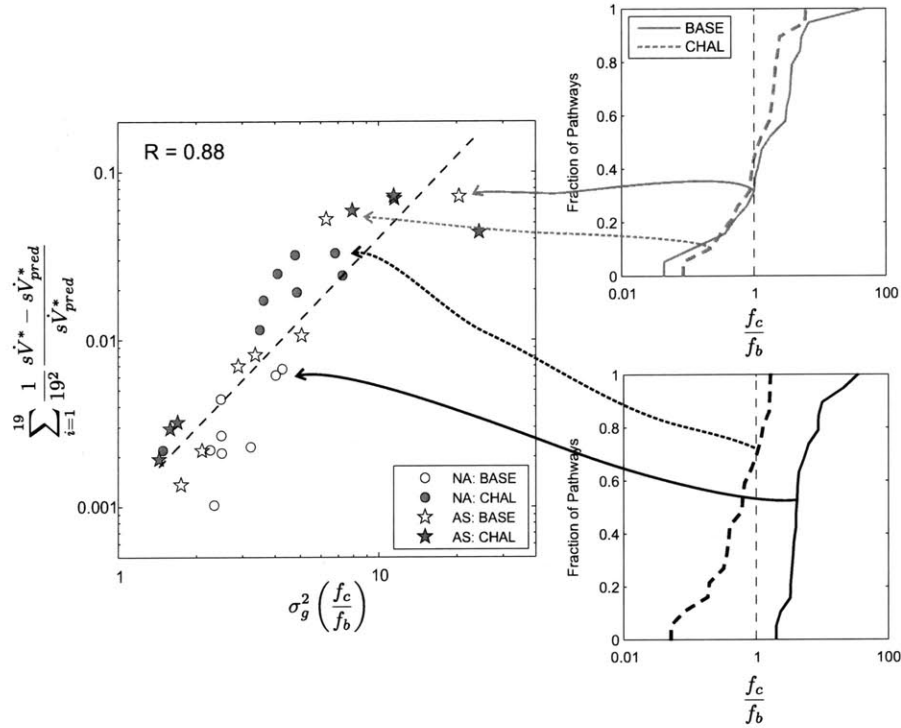 R = 0.88
0.1
0.01
0.001
1
10
∑ i=1 19 1/19² (sV̇* − sV̇*pred)/sV̇*pred
σ²g (fc/fb)
NA: BASE
NA: CHAL
AS: BASE
AS: CHAL
BASE
CHAL
Fraction of Pathways
1
0.8
0.6
0.4
0.2
0
0.01
1
100
fc/fb
Fraction of Pathways
1
0.8
0.6
0.4
0.2
0
0.01
1
100
fc/fb